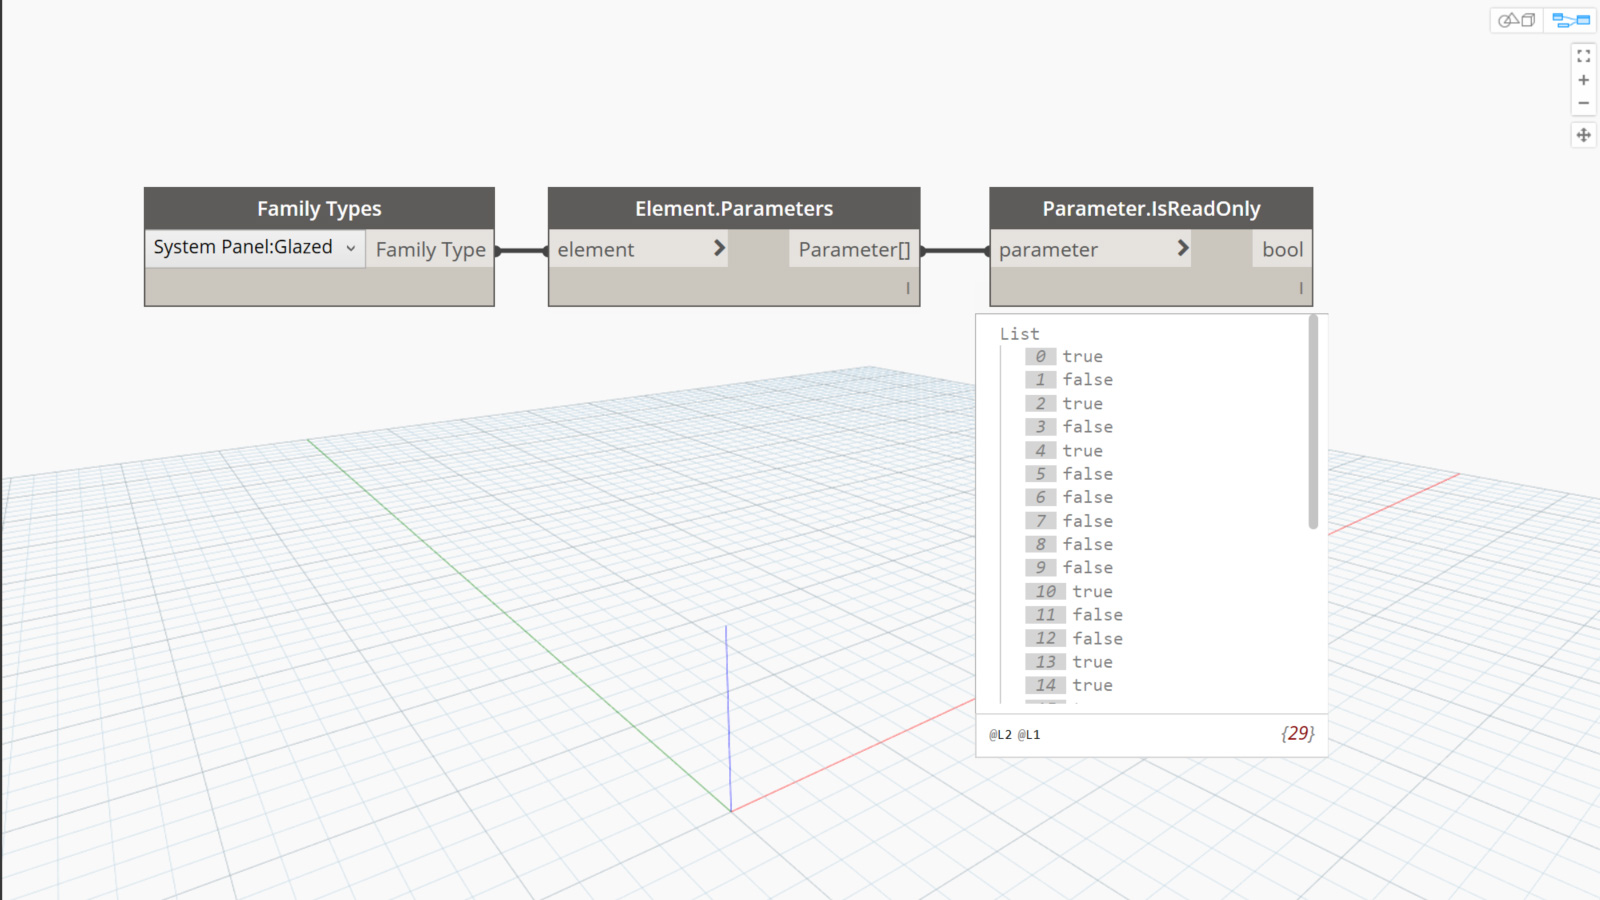 Family Types
System Panel:Glazed
Family Type
Element.Parameters
element
Parameter[]
Parameter.IsReadOnly
parameter
bool
List
0 true
1 false
2 true
3 false
4 true
5 false
6 false
7 false
8 false
9 false
10 true
11 false
12 false
13 true
14 true
@L2 @L1
{29}